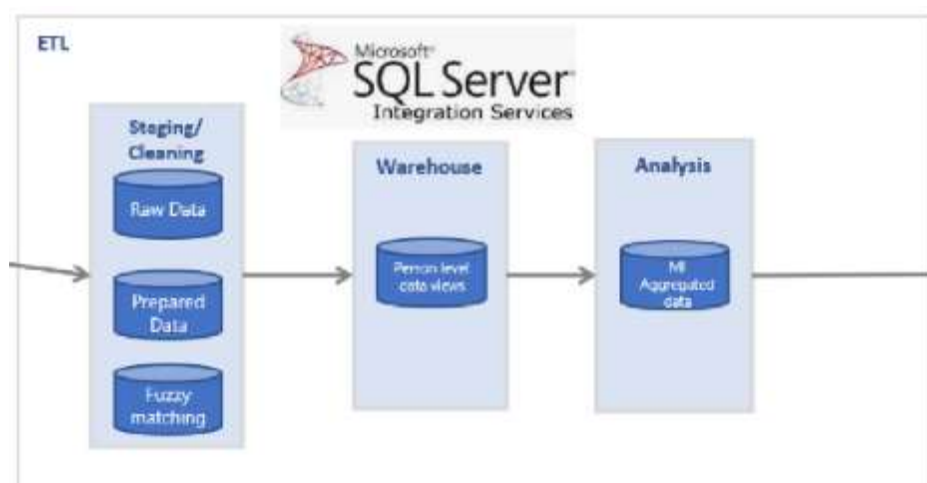 ETL
Microsoft®
SQL Server
Integration Services
Staging/
Cleaning
Raw Data
Prepared
Data
Fuzzy
matching
Warehouse
Person level
data views
Analysis
MI
Aggregated
data